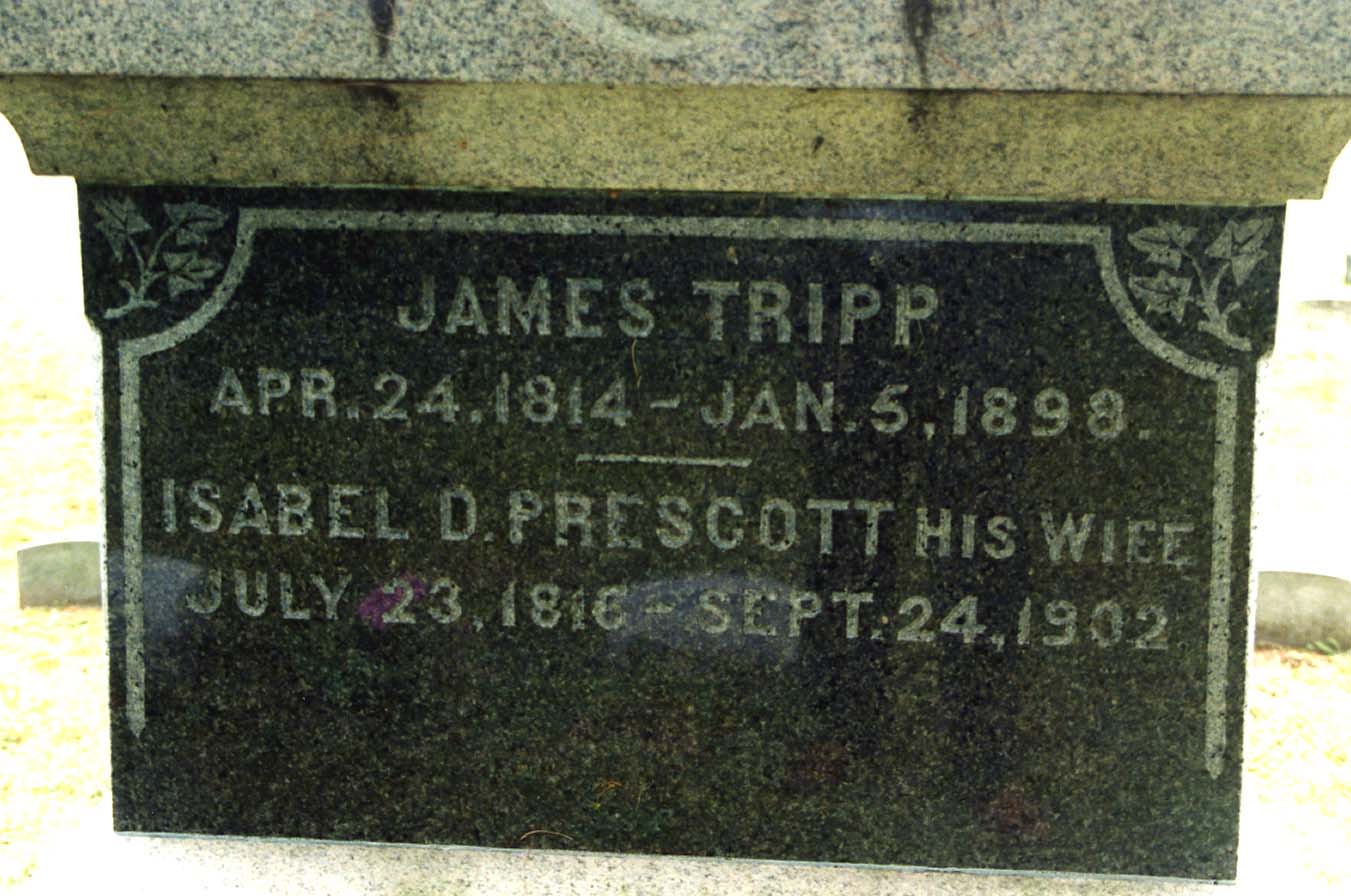 JAMES TRIPP
APR. 24, 1814 - JAN. 5, 1898.
ISABEL D. PRESCOTT HIS WIFE
JULY 23, 1816 - SEPT. 24, 1902.